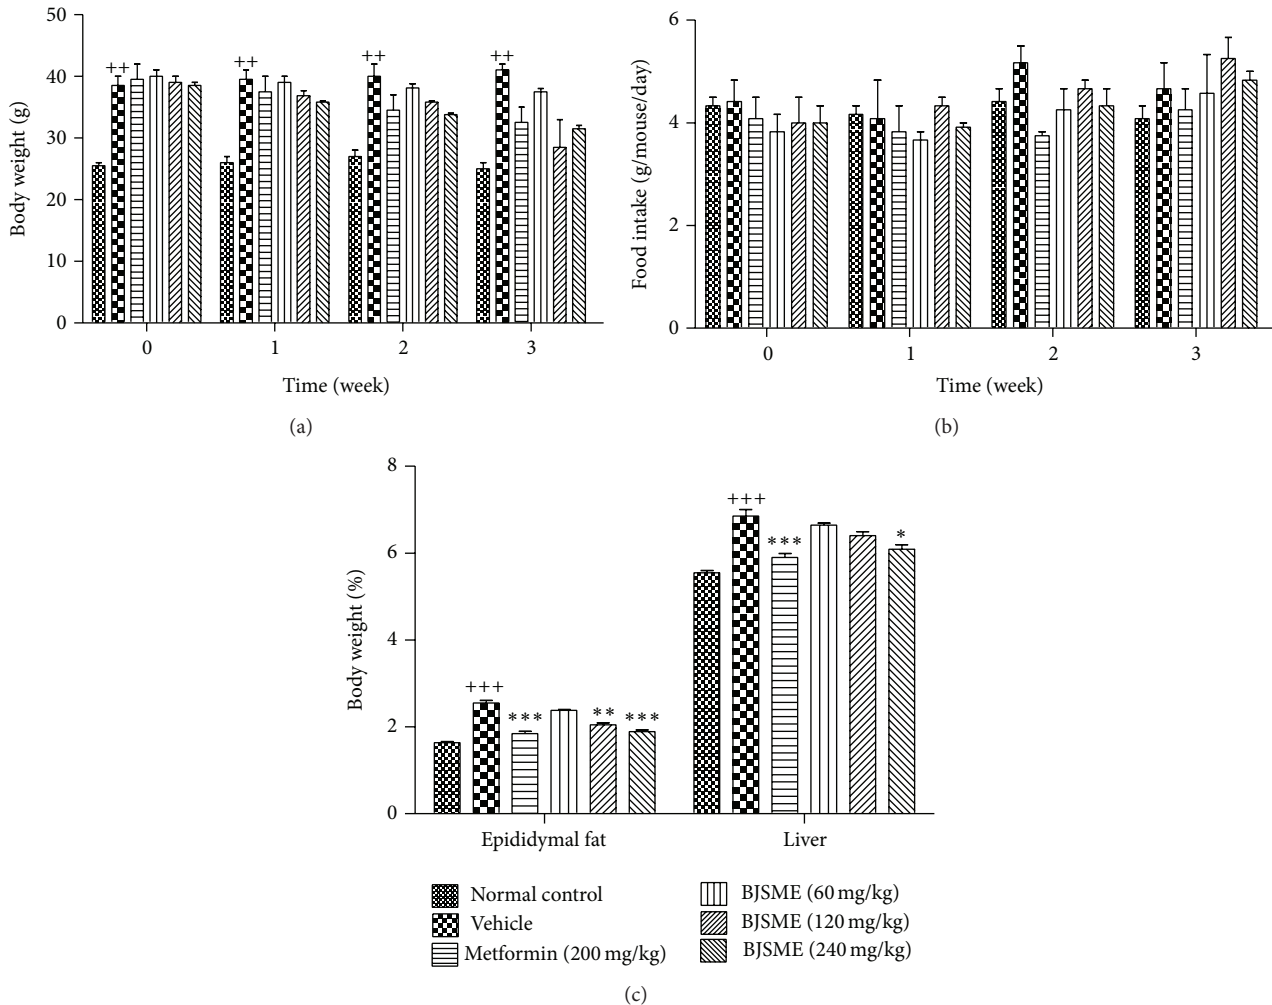 50
40
30
20
10
0
Body weight (g)
++
++
++
++
0 1 2 3
Time (week)
(a)
6
4
2
0
Food intake (g/mouse/day)
0 1 2 3
Time (week)
(b)
8
6
4
2
0
Body weight (%)
+++
***
**
***
+++
***
*
Epididymal fat
Liver
Normal control
Vehicle
Metformin (200 mg/kg)
BJSME (60 mg/kg)
BJSME (120 mg/kg)
BJSME (240 mg/kg)
(c)